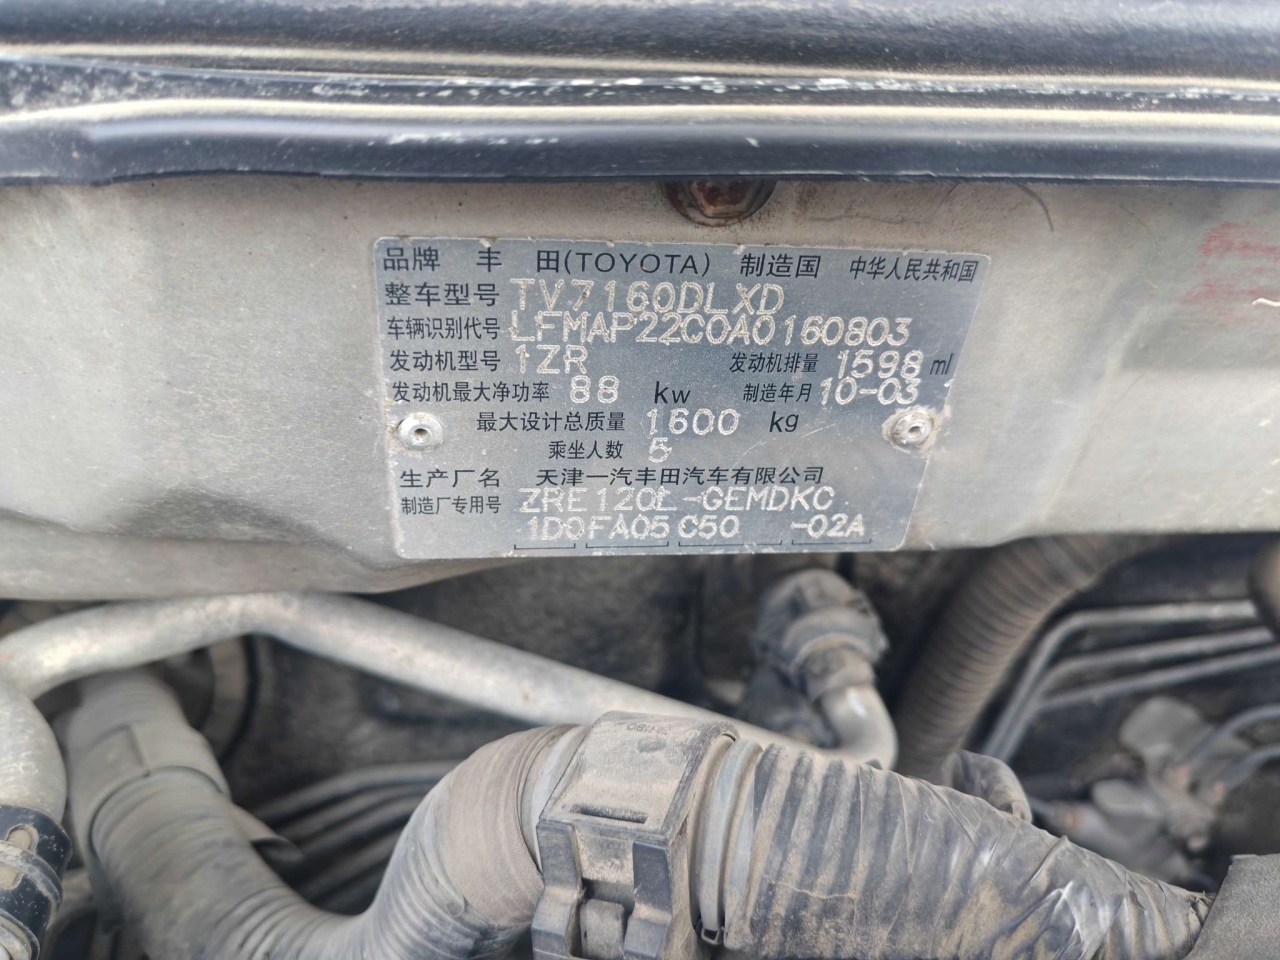 品牌 丰 田(TOYOTA) 制造国 中华人民共和国
整车型号 TV7160DLXD
车辆识别代号 LFMAP22C0A0160803
发动机型号 1ZR 发动机排量 1598 ml
发动机最大净功率 88 kw 制造年月 10-03
最大设计总质量 1600 kg
乘坐人数 5
生产厂名 天津一汽丰田汽车有限公司
制造厂专用号 ZRE120L-GEMDKC
1D0FA05C50 -02A